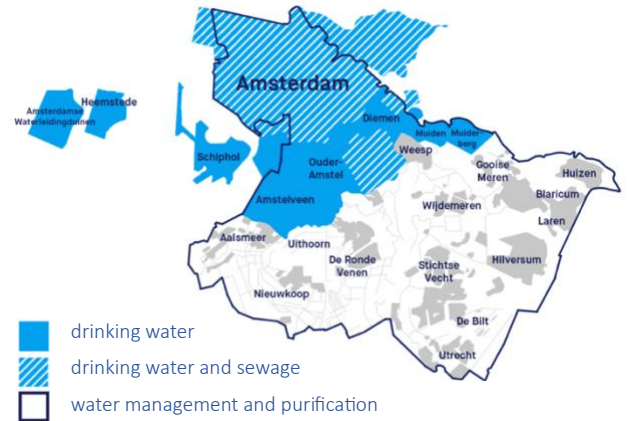 Amsterdam
Heemstede
Amsterdamse
Waterleidingduinen
Diemen
Muiden
Muider-
berg
Schiphol
Weesp
Ouder-
Amstel
Gooise
Meren
Huizen
Blaricum
Amstelveen
Wijdemeren
Laren
Aalsmeer
Uithoorn
De Ronde
Venen
Stichtse
Vecht
Hilversum
Nieuwkoop
De Bilt
Utrecht
drinking water
drinking water and sewage
water management and purification